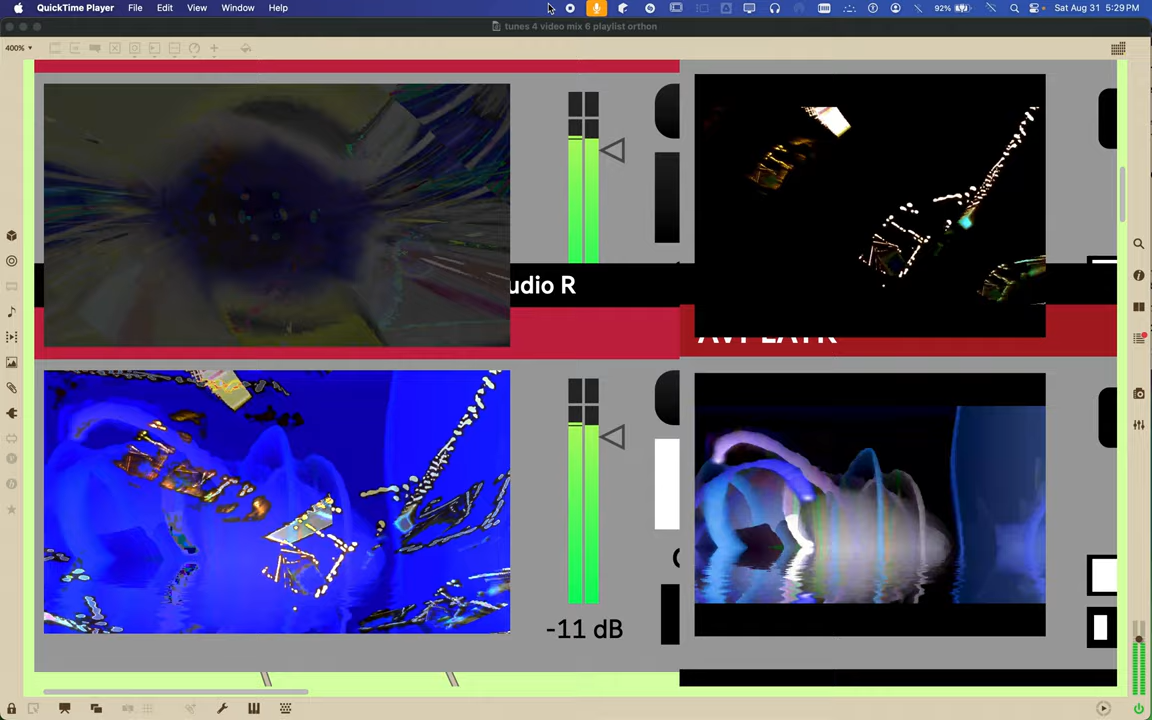 QuickTime Player File Edit View Window Help 92% Sat Aug 31 5:29 PM
tunes 4 video mix 6 playlist orthon
400%
udio R
-11 dB